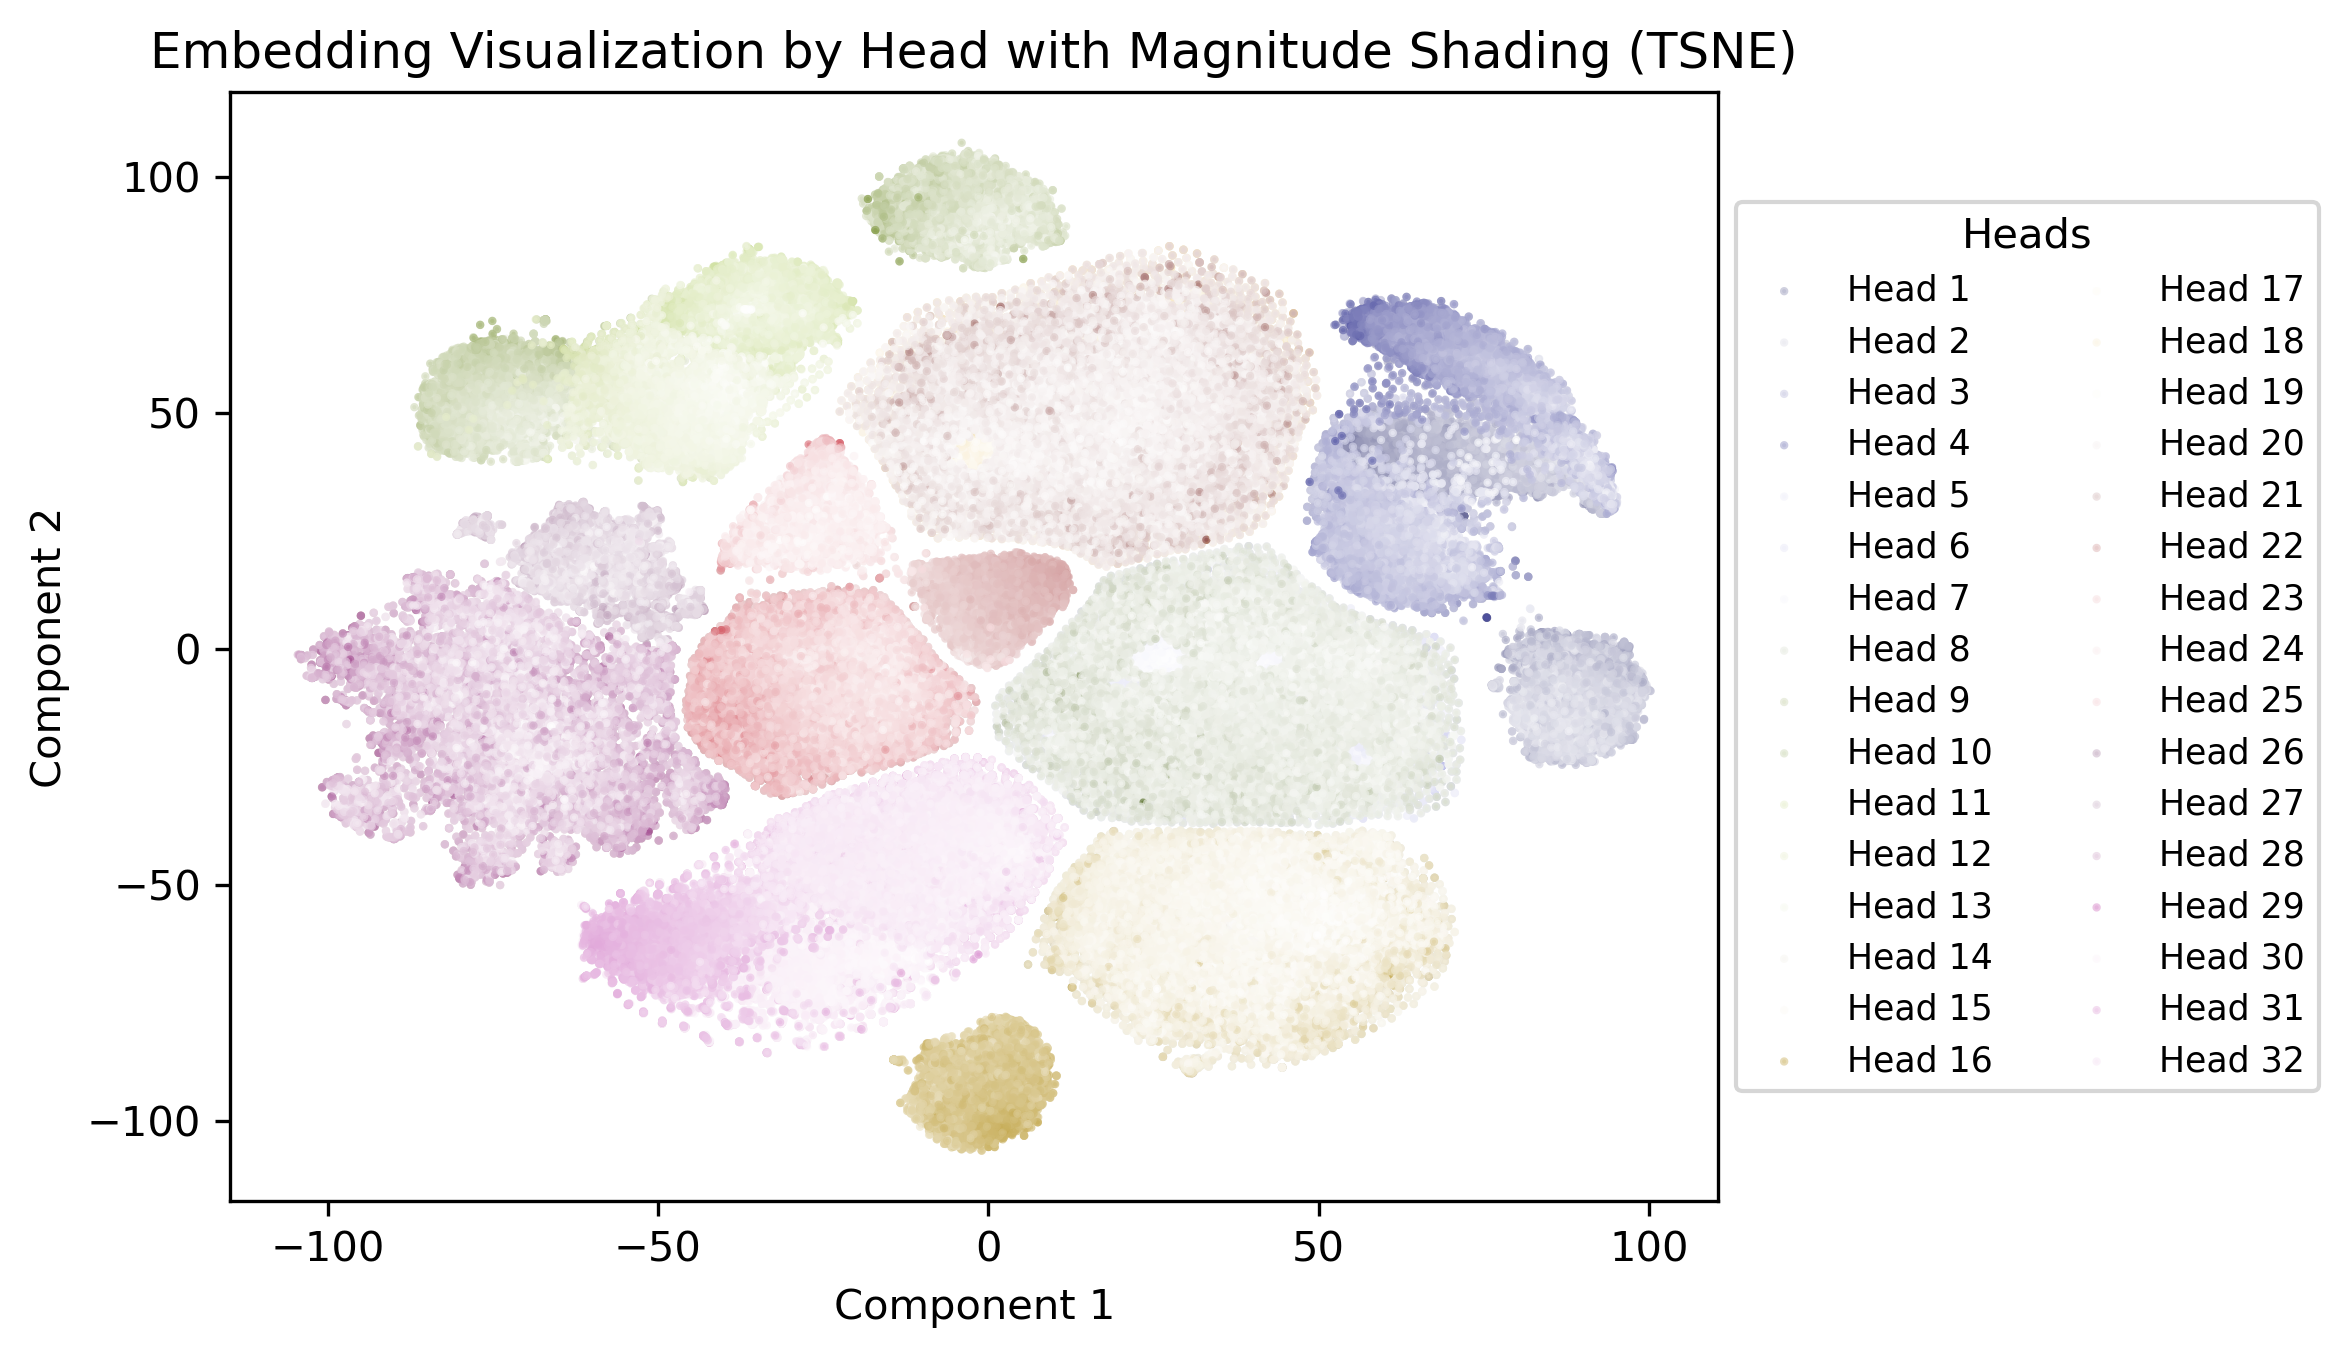 Embedding Visualization by Head with Magnitude Shading (TSNE)
Component 2
100
50
0
−50
−100
−100
−50
0
50
100
Component 1
Heads
Head 1
Head 2
Head 3
Head 4
Head 5
Head 6
Head 7
Head 8
Head 9
Head 10
Head 11
Head 12
Head 13
Head 14
Head 15
Head 16
Head 17
Head 18
Head 19
Head 20
Head 21
Head 22
Head 23
Head 24
Head 25
Head 26
Head 27
Head 28
Head 29
Head 30
Head 31
Head 32